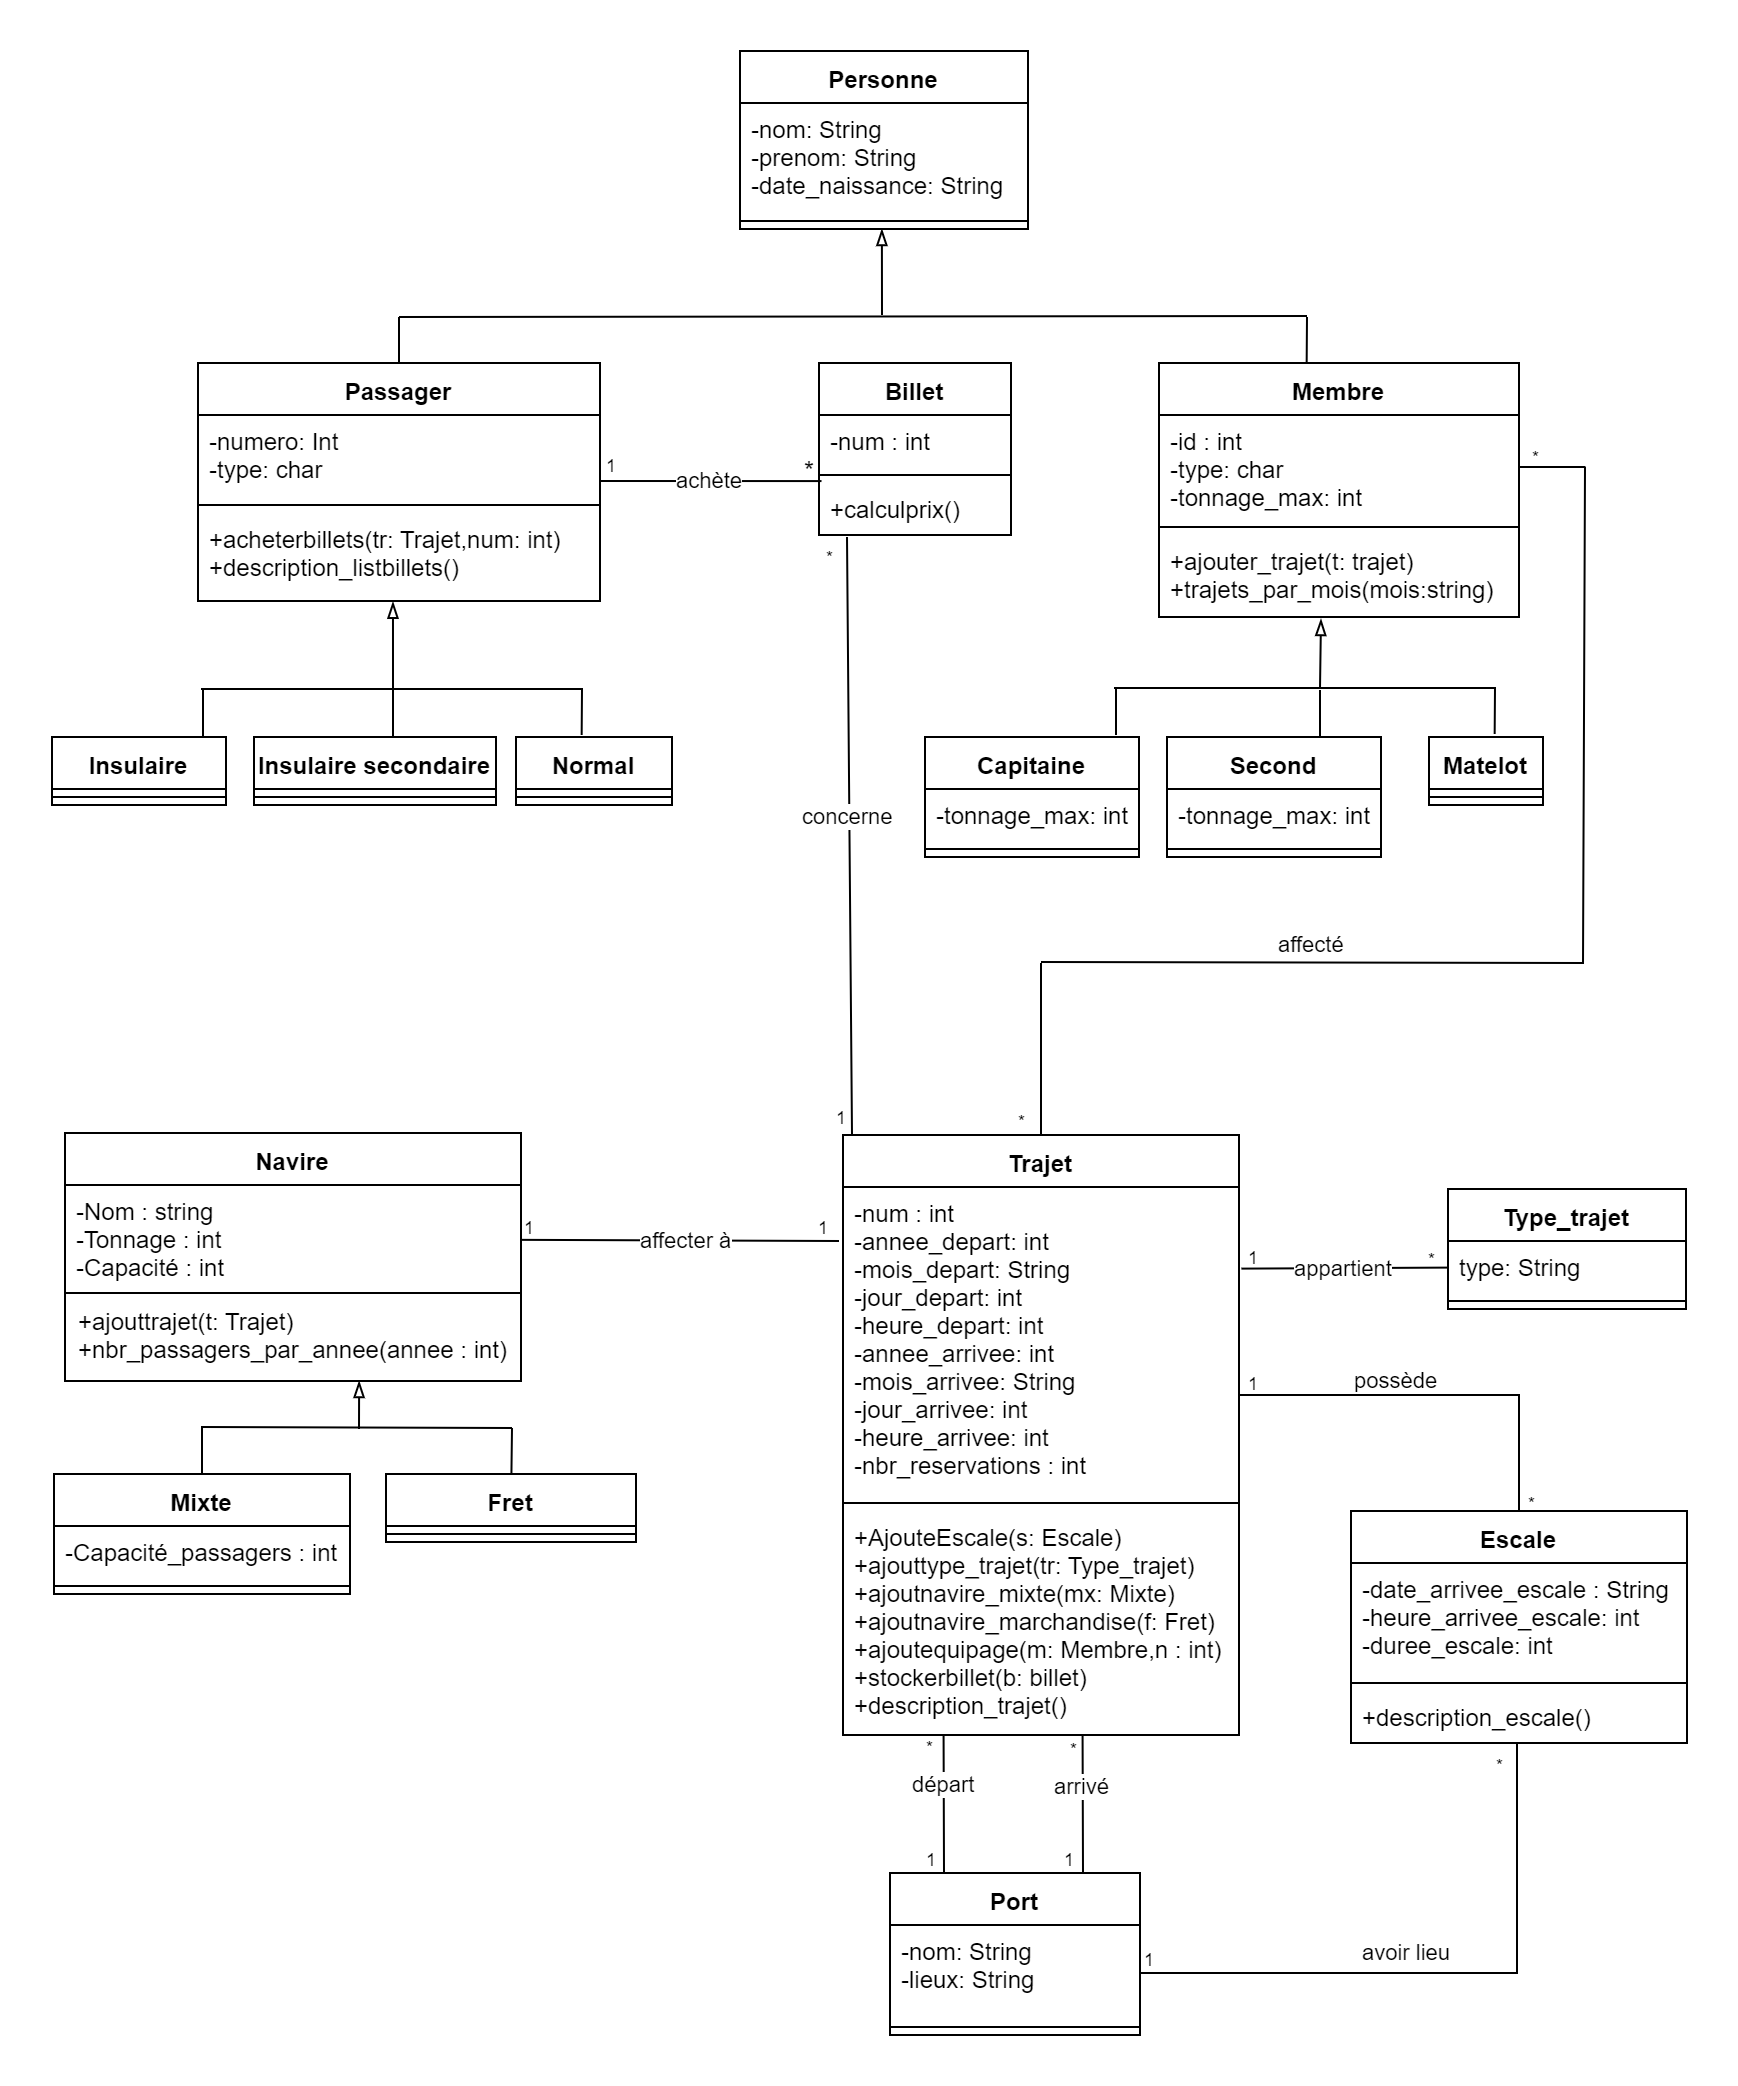 Personne
-nom: String
-prenom: String
-date_naissance: String
Passager
-numero: Int
-type: char
+acheterbillets(tr: Trajet,num: int)
+description_listbillets()
1
achète
*
Billet
-num : int
+calculprix()
*
Membre
-id : int
-type: char
-tonnage_max: int
+ajouter_trajet(t: trajet)
+trajets_par_mois(mois:string)
*
Insulaire
Insulaire secondaire
Normal
concerne
Capitaine
-tonnage_max: int
Second
-tonnage_max: int
Matelot
affecté
1
*
Navire
-Nom : string
-Tonnage : int
-Capacité : int
+ajouttrajet(t: Trajet)
+nbr_passagers_par_annee(annee : int)
1
affecter à
1
Trajet
-num : int
-annee_depart: int
-mois_depart: String
-jour_depart: int
-heure_depart: int
-annee_arrivee: int
-mois_arrivee: String
-jour_arrivee: int
-heure_arrivee: int
-nbr_reservations : int
+AjouteEscale(s: Escale)
+ajouttype_trajet(tr: Type_trajet)
+ajoutnavire_mixte(mx: Mixte)
+ajoutnavire_marchandise(f: Fret)
+ajoutequipage(m: Membre,n : int)
+stockerbillet(b: billet)
+description_trajet()
1
appartient
*
Type_trajet
type: String
1
possède
*
Mixte
-Capacité_passagers : int
Fret
Escale
-date_arrivee_escale : String
-heure_arrivee_escale: int
-duree_escale: int
+description_escale()
*
*
départ
1
*
arrivé
1
Port
-nom: String
-lieux: String
1
avoir lieu